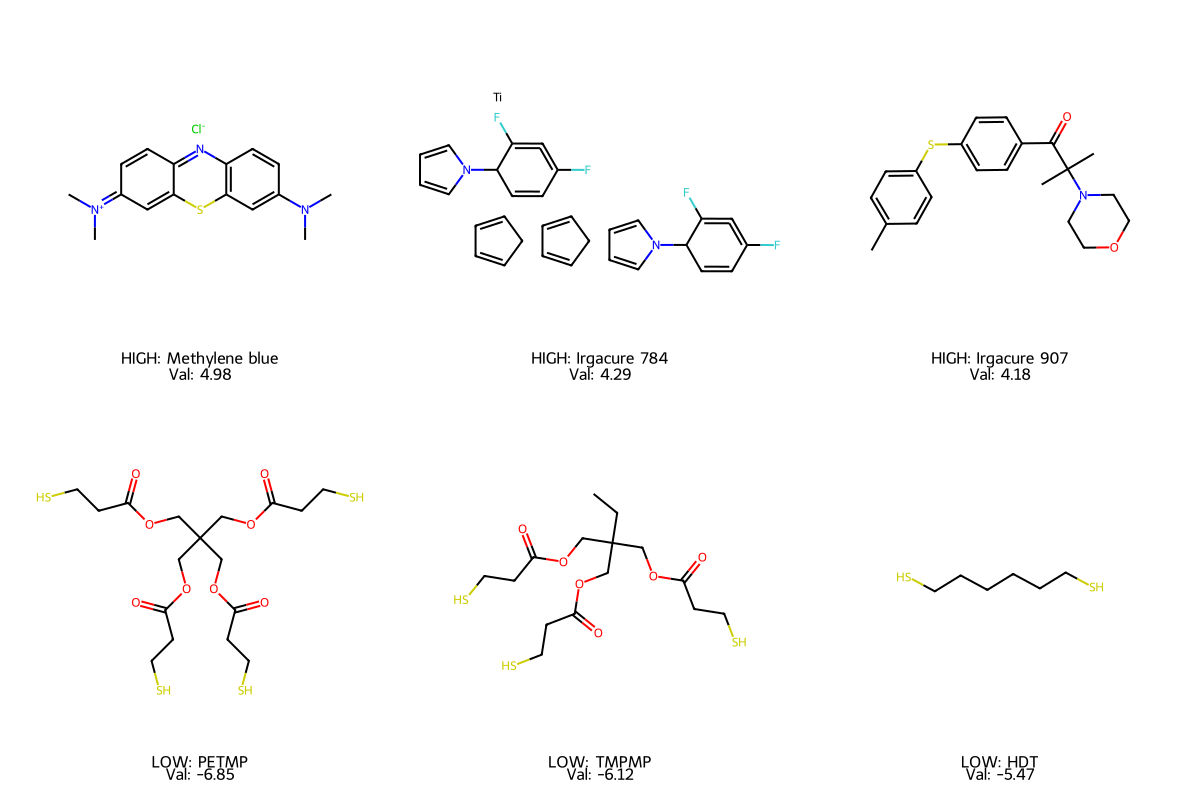 Cl⁻
N
N⁺
S
N
Ti
F
N
F
F
N
F
O
S
N
O
HIGH: Methylene blue
Val: 4.98
HIGH: Irgacure 784
Val: 4.29
HIGH: Irgacure 907
Val: 4.18
O
O
HS
SH
O
O
O
O
O
O
SH
SH
O
O
O
O
HS
O
O
SH
HS
HS
SH
LOW: PETMP
Val: -6.85
LOW: TMPMP
Val: -6.12
LOW: HDT
Val: -5.47